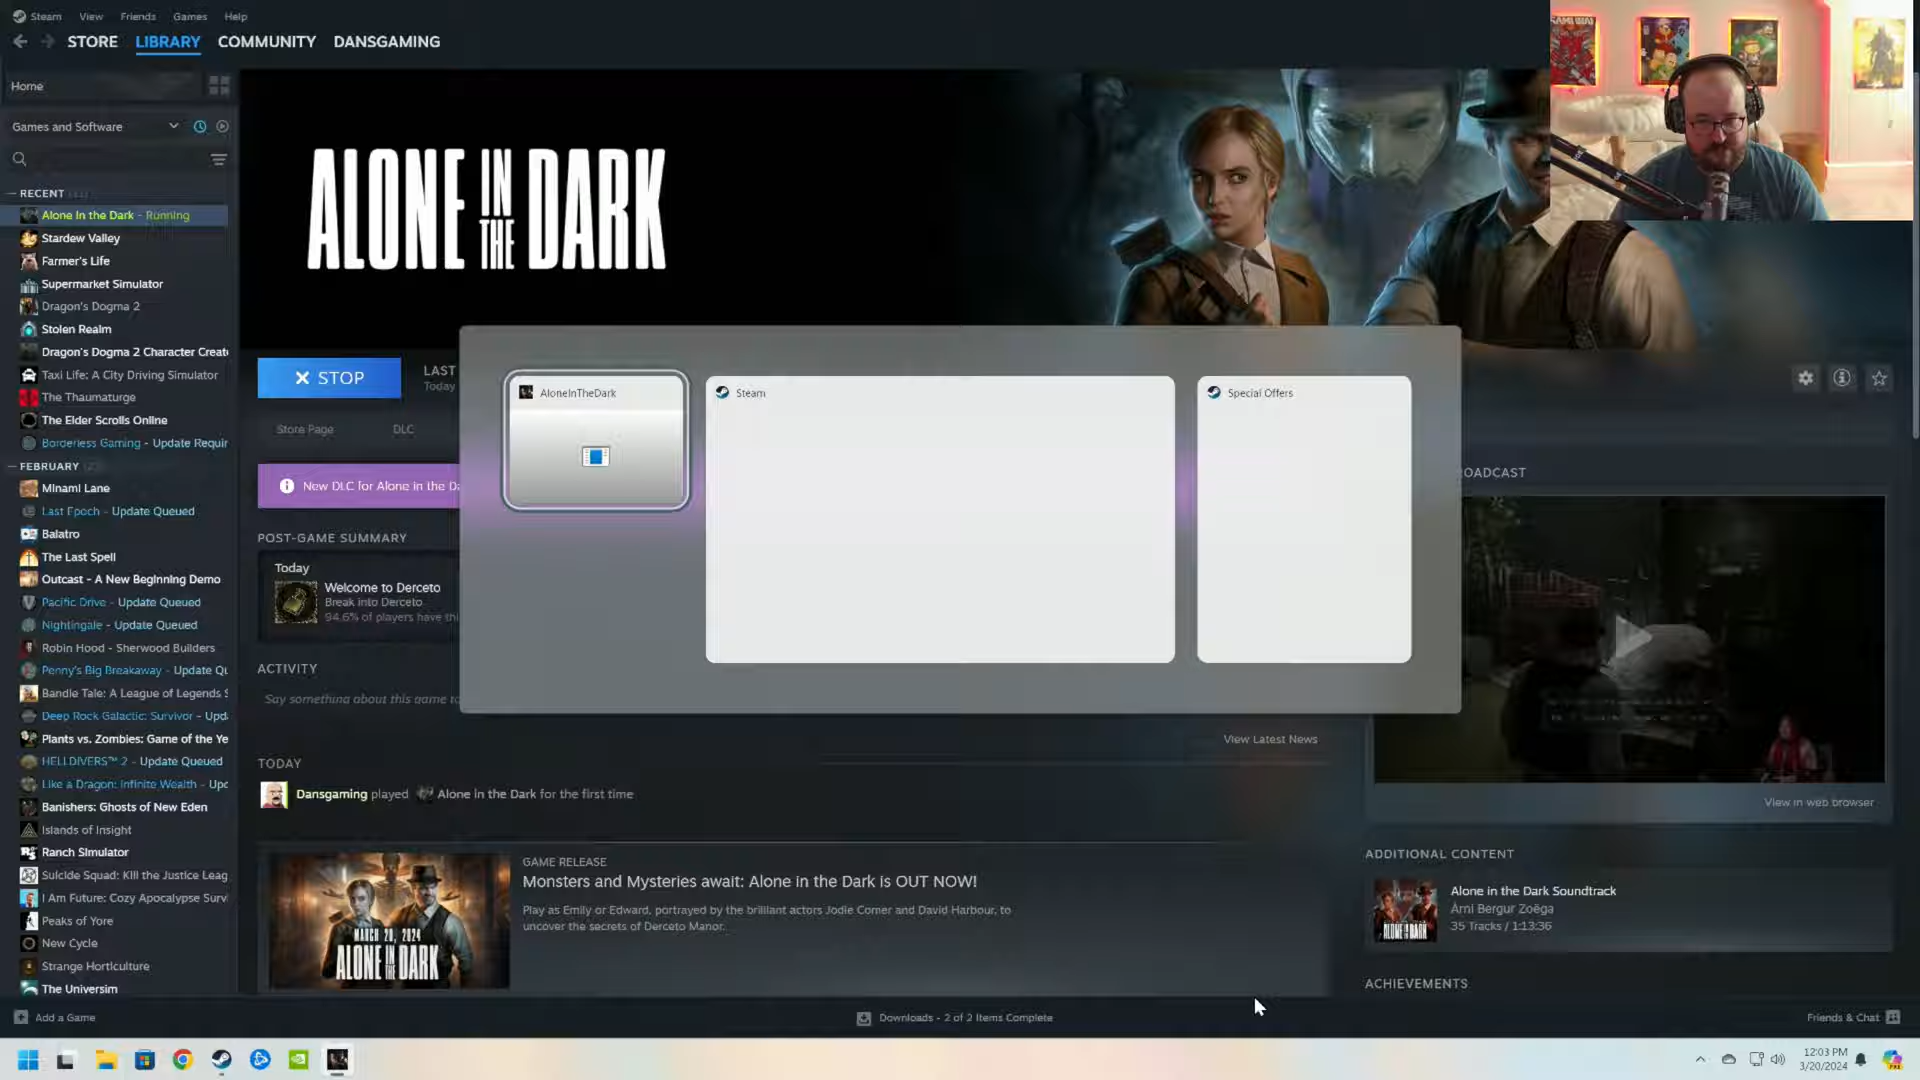 Steam View Friends Games Help
STORE LIBRARY COMMUNITY DANSGAMING
Home
Games and Software
RECENT
Alone in the Dark - Running
Stardew Valley
Farmer's Life
Supermarket Simulator
Dragon's Dogma 2
Stolen Realm
Dragon's Dogma 2 Character Creato
Taxi Life: A City Driving Simulator
The Thaumaturge
The Elder Scrolls Online
Borderless Gaming - Update Requir
FEBRUARY
Minami Lane
Last Epoch - Update Queued
Balatro
The Last Spell
Outcast - A New Beginning Demo
Pacific Drive - Update Queued
Nightingale - Update Queued
Robin Hood - Sherwood Builders
Penny's Big Breakaway - Update Qu
Bandle Tale: A League of Legends S
Deep Rock Galactic: Survivor - Upda
Plants vs. Zombies: Game of the Ye
HELLDIVERS™ 2 - Update Queued
Like a Dragon: Infinite Wealth - Upd
Banishers: Ghosts of New Eden
Islands of Insight
Ranch Simulator
Suicide Squad: Kill the Justice Leag
I Am Future: Cozy Apocalypse Survi
Peaks of Yore
New Cycle
Strange Horticulture
The Universim
Add a Game
ALONE IN THE DARK
STOP
LAST
Today
Store Page DLC
New DLC for Alone in the Da
POST-GAME SUMMARY
Today
Welcome to Derceto
Break into Derceto
94.6% of players have thi
ACTIVITY
Say something about this game to
AloneInTheDark
Steam
Special Offers
View Latest News
TODAY
Dansgaming played Alone in the Dark for the first time
MARCH 20, 2024
ALONE IN THE DARK
GAME RELEASE
Monsters and Mysteries await: Alone in the Dark is OUT NOW!
Play as Emily or Edward, portrayed by the brilliant actors Jodie Comer and David Harbour, to
uncover the secrets of Derceto Manor.
OADCAST
View in web browser
ADDITIONAL CONTENT
ALONE IN THE DARK
Alone in the Dark Soundtrack
Árni Bergur Zoëga
35 Tracks / 1:13:36
ACHIEVEMENTS
Downloads - 2 of 2 Items Complete
Friends & Chat
12:03 PM
3/20/2024